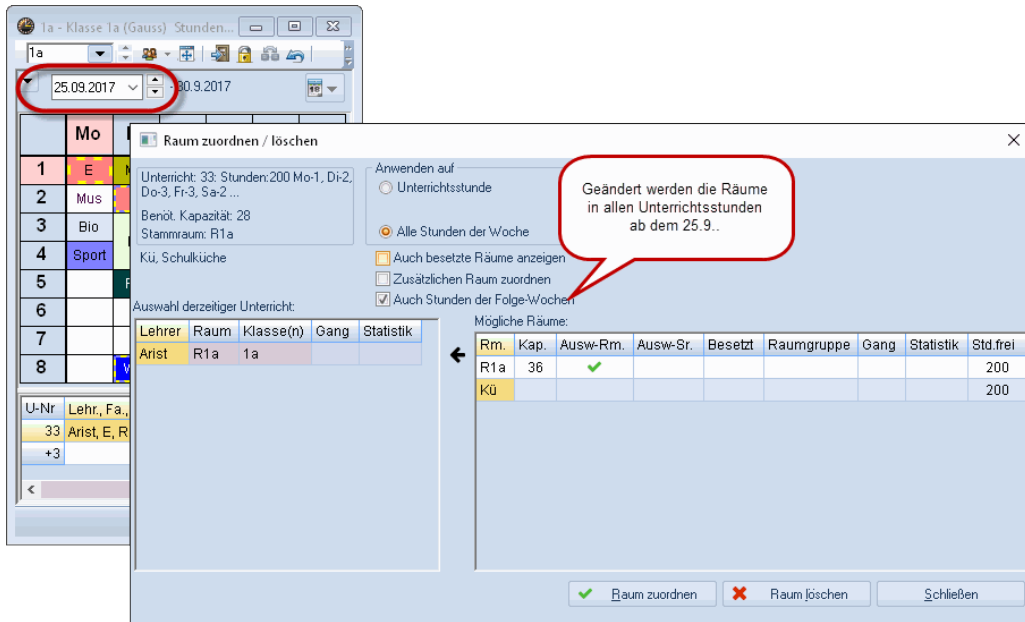 1a - Klasse 1a (Gauss) Stunden...
1a
25.09.2017 - 30.9.2017
Mo
1 E
2 Mus
3 Bio
4 Sport
5
6
7
8
U-Nr Lehr., Fa.,
33 Arist, E, R
+3
Raum zuordnen / löschen
Unterricht: 33: Stunden:200 Mo-1, Di-2,
Do-3, Fr-3, Sa-2 ...
Benöt. Kapazität: 28
Stammraum: R1a
Kü, Schulküche
Anwenden auf
Unterrichtsstunde
Alle Stunden der Woche
Auch besetzte Räume anzeigen
Zusätzlichen Raum zuordnen
Auch Stunden der Folge-Wochen
Geändert werden die Räume
in allen Unterrichtsstunden
ab dem 25.9..
Auswahl derzeitiger Unterricht:
Lehrer Raum Klasse(n) Gang Statistik
Arist R1a 1a
Mögliche Räume:
Rm. Kap. Ausw-Rm. Ausw-Sr. Besetzt Raumgruppe Gang Statistik Std.frei
R1a 36 200
Kü 200
Raum zuordnen Raum löschen Schließen